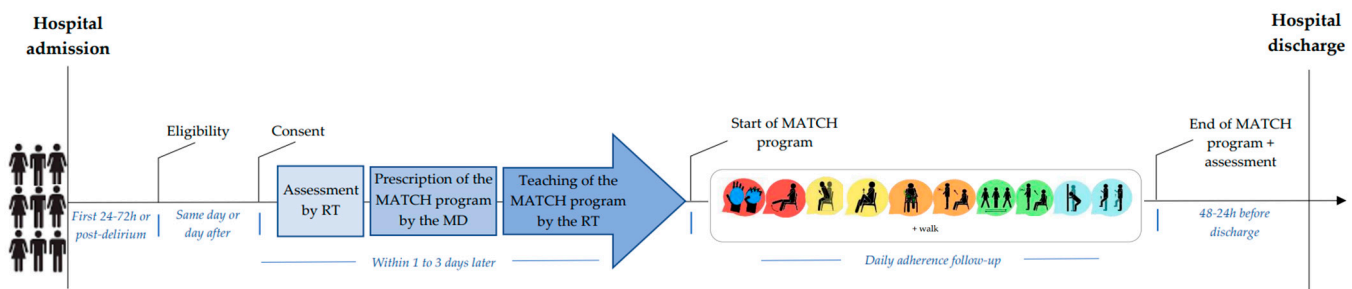 Hospital
admission
Hospital
discharge
Eligibility
Consent
Start of MATCH
program
End of MATCH
program +
assessment
Assessment
by RT
Prescription of the
MATCH program
by the MD
Teaching of the
MATCH program
by the RT
First 24-72h or
post-delirium
Same day or
day after
+ walk
48-24h before
discharge
Within 1 to 3 days later
Daily adherence follow-up